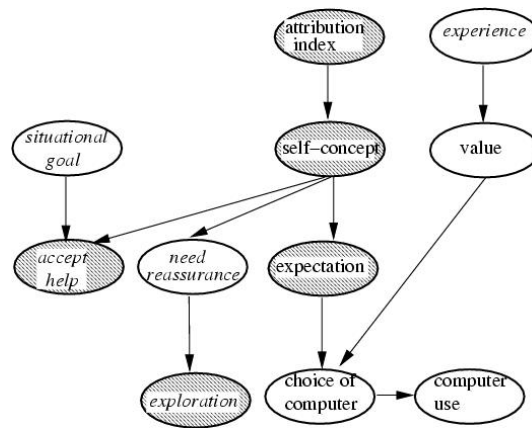 attribution
index
experience
situational
goal
self-concept
value
accept
help
need
reassurance
expectation
exploration
choice of
computer
computer
use